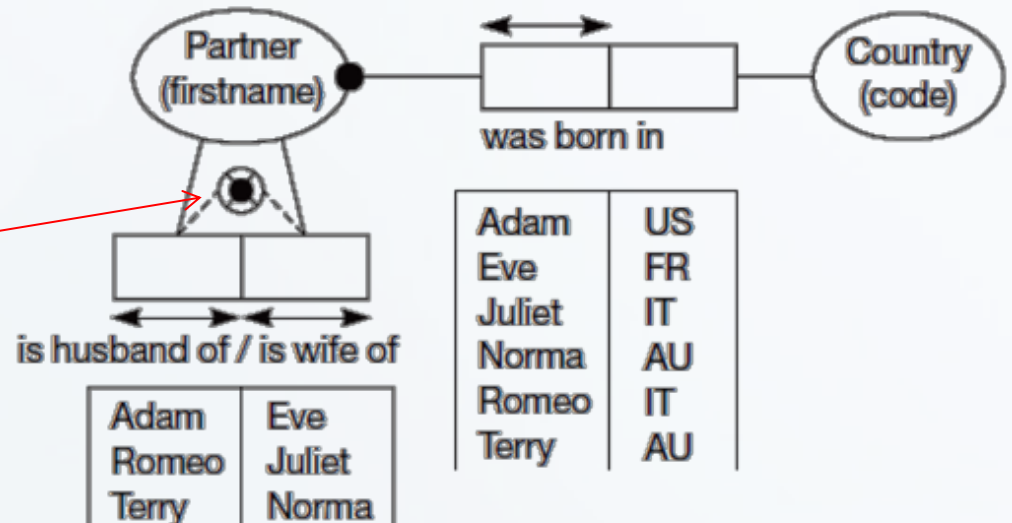 Partner
(firstname)
Country
(code)
was born in
Adam US
Eve FR
Juliet IT
Norma AU
Romeo IT
Terry AU
is husband of / is wife of
Adam Eve
Romeo Juliet
Terry Norma